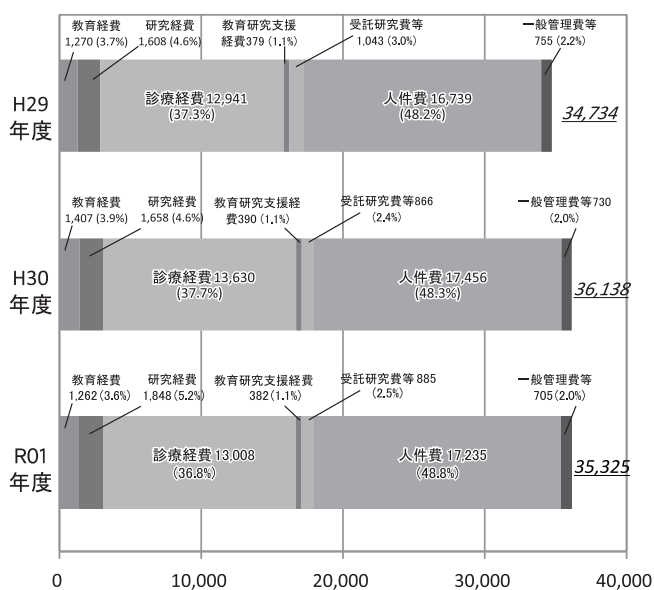 教育経費 研究経費 教育研究支援 受託研究費等 一般管理費等
1,270 (3.7%) 1,608 (4.6%) 経費379 (1.1%) 1,043 (3.0%) 755 (2.2%)
H29
年度
診療経費 12,941
(37.3%)
人件費 16,739
(48.2%)
34,734
教育経費 研究経費 教育研究支援経 受託研究費等866 一般管理費等730
1,407 (3.9%) 1,658 (4.6%) 費390 (1.1%) (2.4%) (2.0%)
H30
年度
診療経費 13,630
(37.7%)
人件費 17,456
(48.3%)
36,138
教育経費 研究経費 教育研究支援経費 受託研究費等 885 一般管理費等
1,262 (3.6%) 1,848 (5.2%) 382 (1.1%) (2.5%) 705 (2.0%)
R01
年度
診療経費 13,008
(36.8%)
人件費 17,235
(48.8%)
35,325
0 10,000 20,000 30,000 40,000